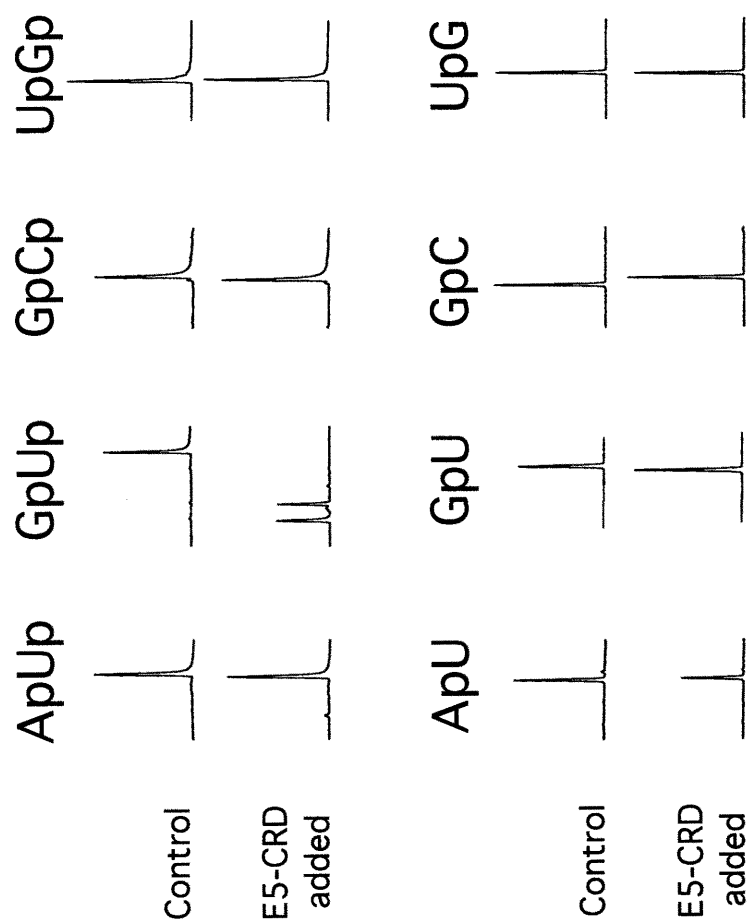 ApUp GpUp GpCp UpGp
Control
E5-CRD
added
ApU GpU GpC UpG
Control
E5-CRD
added